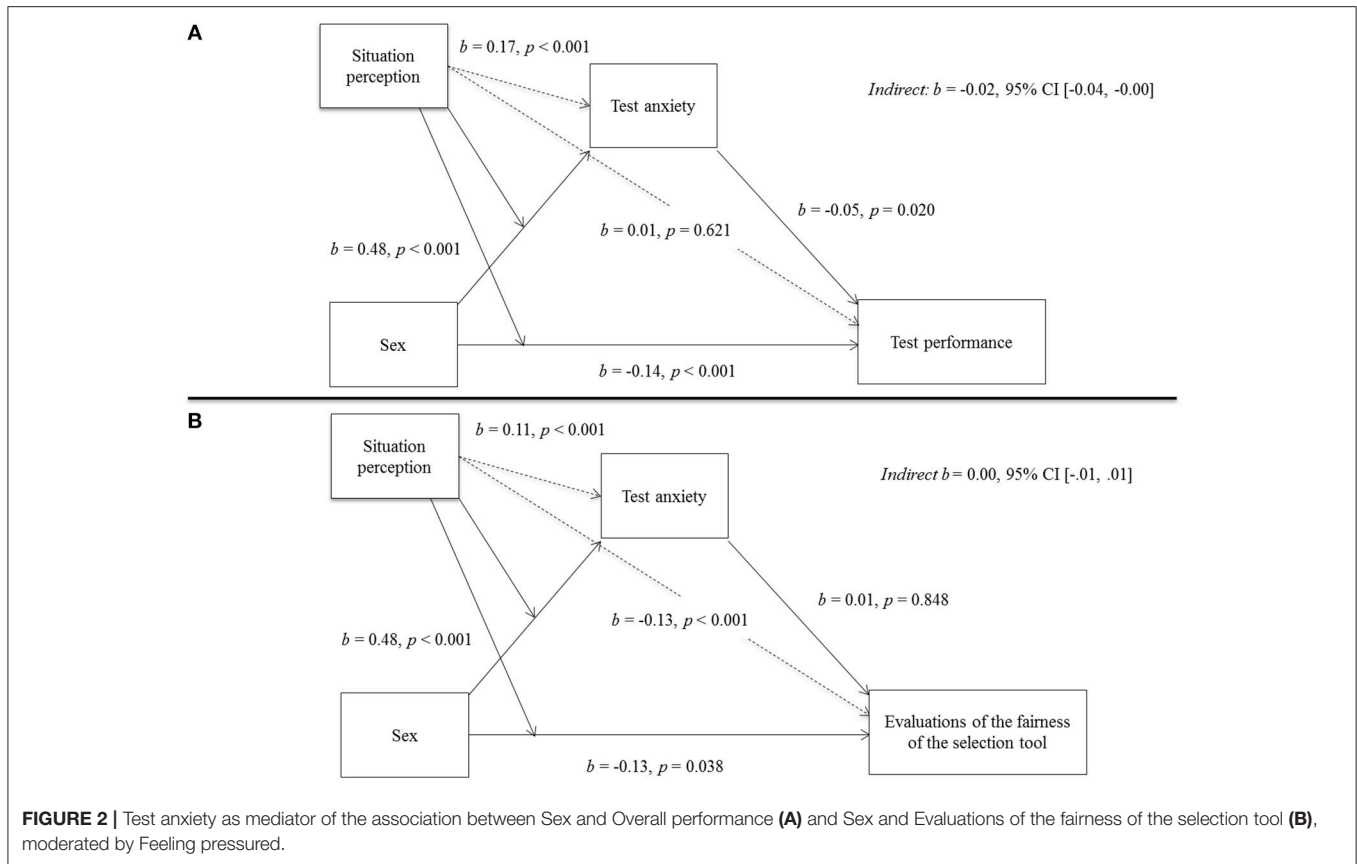 A
Situation
perception
b = 0.17, p < 0.001
Test anxiety
Indirect: b = -0.02, 95% CI [-0.04, -0.00]
b = -0.05, p = 0.020
b = 0.01, p = 0.621
b = 0.48, p < 0.001
Sex
Test performance
b = -0.14, p < 0.001
B
Situation
perception
b = 0.11, p < 0.001
Test anxiety
Indirect b = 0.00, 95% CI [-.01, .01]
b = 0.01, p = 0.848
b = -0.13, p < 0.001
b = 0.48, p < 0.001
Sex
Evaluations of the fairness
of the selection tool
b = -0.13, p = 0.038
FIGURE 2 | Test anxiety as mediator of the association between Sex and Overall performance (A) and Sex and Evaluations of the fairness of the selection tool (B),
moderated by Feeling pressured.